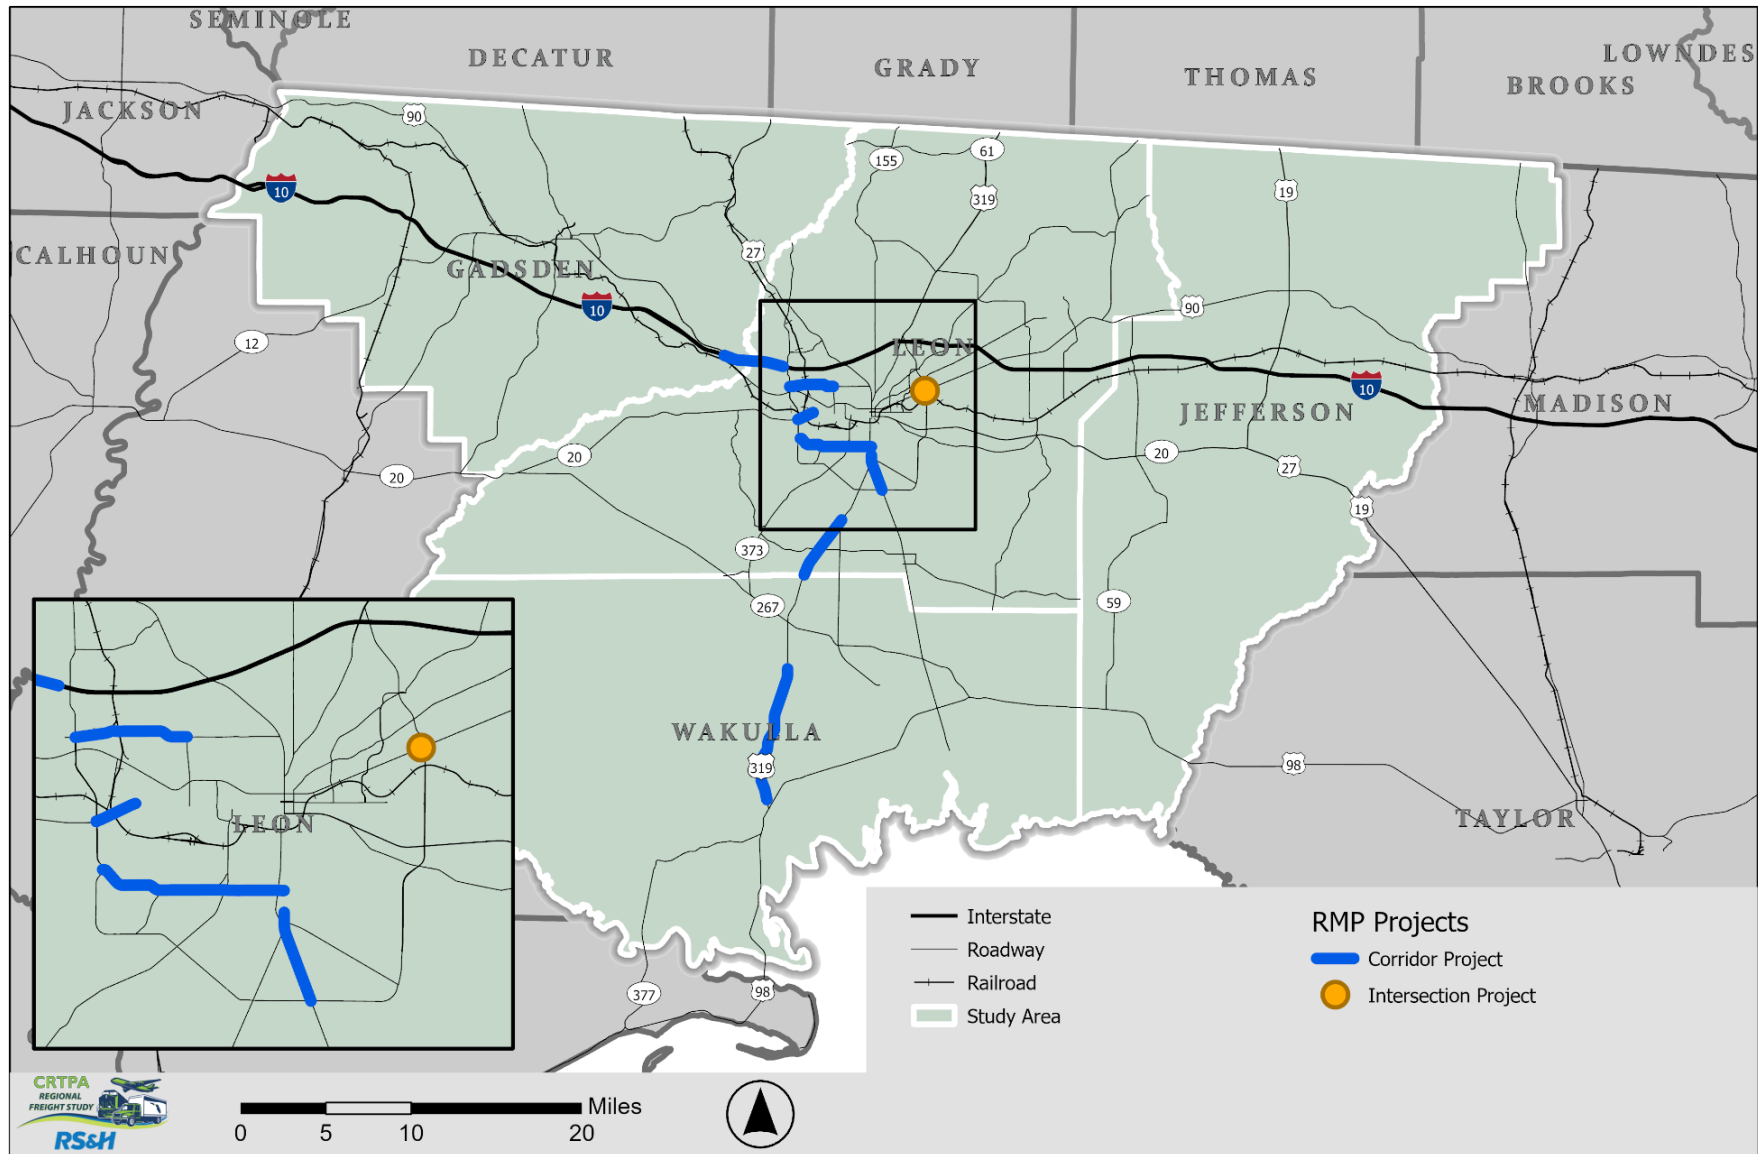 SEMINOLE
DECATUR
GRADY
THOMAS
LOWNDES
BROOKS
JACKSON
90
155
61
10
319
19
CALHOUN
27
GADSDEN
10
90
12
LEON
10
JEFFERSON
MADISON
20
20
20
27
19
373
267
59
WAKULLA
319
98
TAYLOR
LEON
377
98
Interstate
Roadway
Railroad
Study Area
RMP Projects
Corridor Project
Intersection Project
CRTPA
REGIONAL
FREIGHT STUDY
RS&H
Miles
0 5 10 20